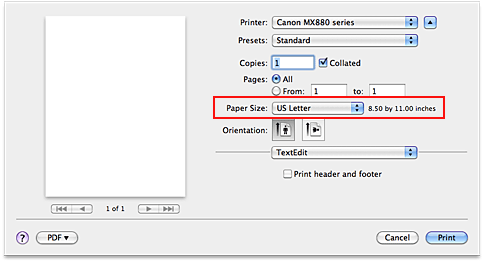 Printer: Canon MX880 series
Presets: Standard
Copies: 1 Collated
Pages: All
From: 1 to: 1
Paper Size: US Letter 8.50 by 11.00 inches
Orientation:
TextEdit
Print header and footer
1 of 1
? PDF▼ Cancel Print